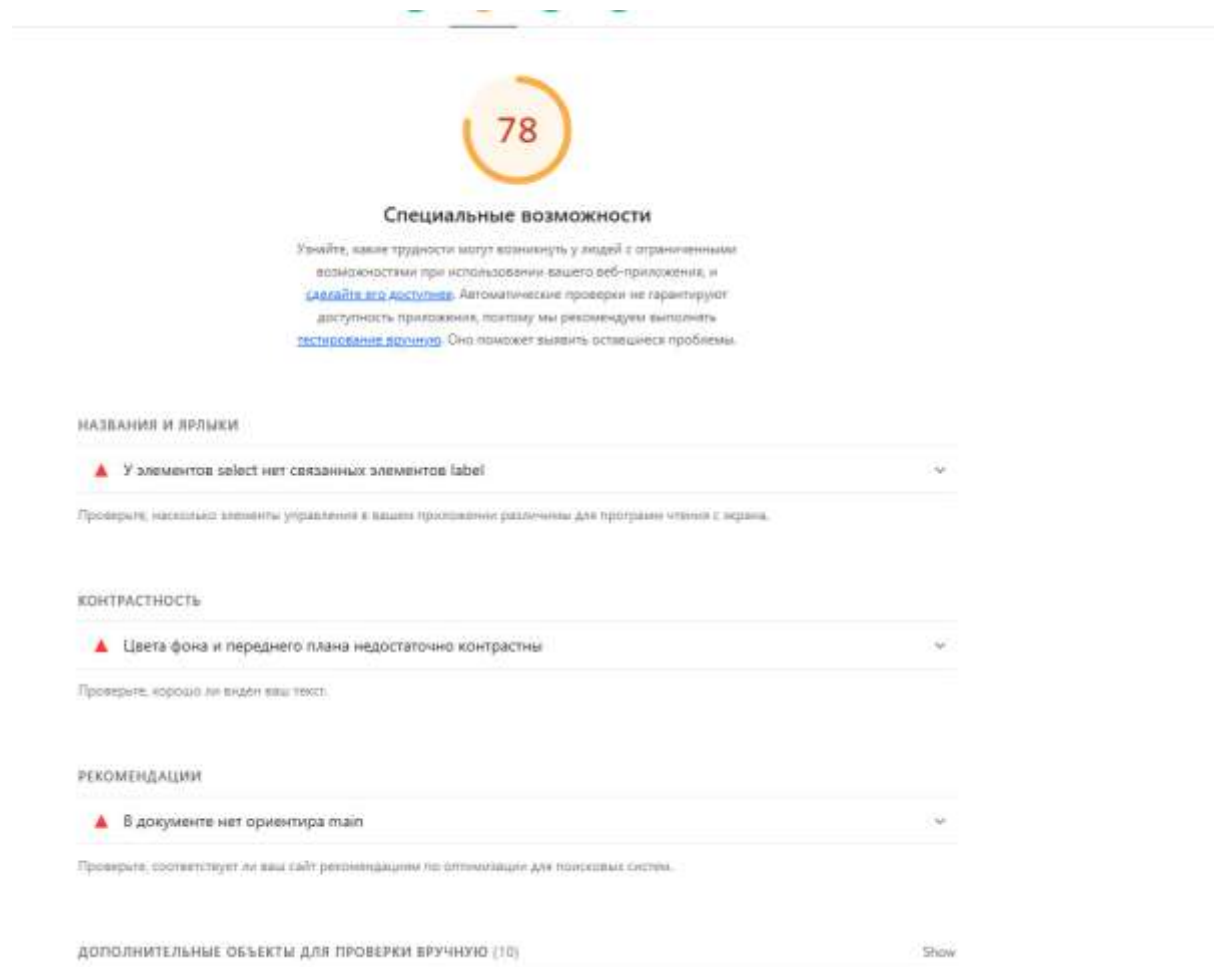 78
Специальные возможности
Узнайте, какие трудности могут возникнуть у людей с ограниченными
возможностями при использовании вашего веб-приложения, и
сделайте его доступнее. Автоматические проверки не гарантируют
доступность приложения, поэтому мы рекомендуем выполнять
тестирование вручную. Оно поможет выявить оставшиеся проблемы.
НАЗВАНИЯ И ЯРЛЫКИ
У элементов select нет связанных элементов label
Проверьте, насколько элементы управления в вашем приложении различимы для программ чтения с экрана.
КОНТРАСТНОСТЬ
Цвета фона и переднего плана недостаточно контрастны
Проверьте, хорошо ли виден ваш текст.
РЕКОМЕНДАЦИИ
В документе нет ориентира main
Проверьте, соответствует ли ваш сайт рекомендациям по оптимизации для поисковых систем.
ДОПОЛНИТЕЛЬНЫЕ ОБЪЕКТЫ ДЛЯ ПРОВЕРКИ ВРУЧНУЮ (10) Show